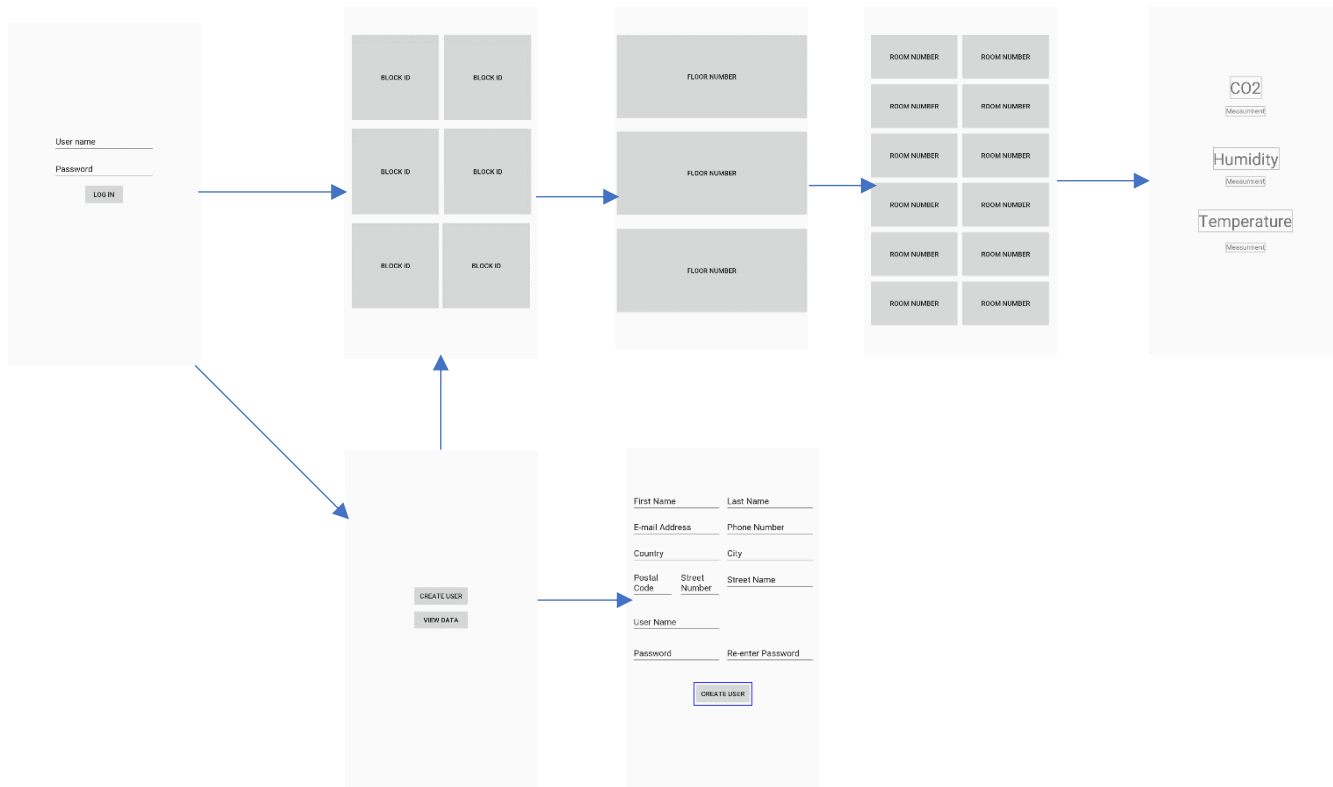 User name
Password
LOG IN
BLOCK ID
BLOCK ID
BLOCK ID
BLOCK ID
BLOCK ID
BLOCK ID
FLOOR NUMBER
FLOOR NUMBER
FLOOR NUMBER
ROOM NUMBER
ROOM NUMBER
ROOM NUMBER
ROOM NUMBER
ROOM NUMBER
ROOM NUMBER
ROOM NUMBER
ROOM NUMBER
ROOM NUMBER
ROOM NUMBER
ROOM NUMBER
ROOM NUMBER
CO2
Measurment
Humidity
Measurment
Temperature
Measurment
CREATE USER
VIEW DATA
First Name
Last Name
E-mail Address
Phone Number
Country
City
Postal
Code
Street
Number
Street Name
User Name
Password
Re-enter Password
CREATE USER